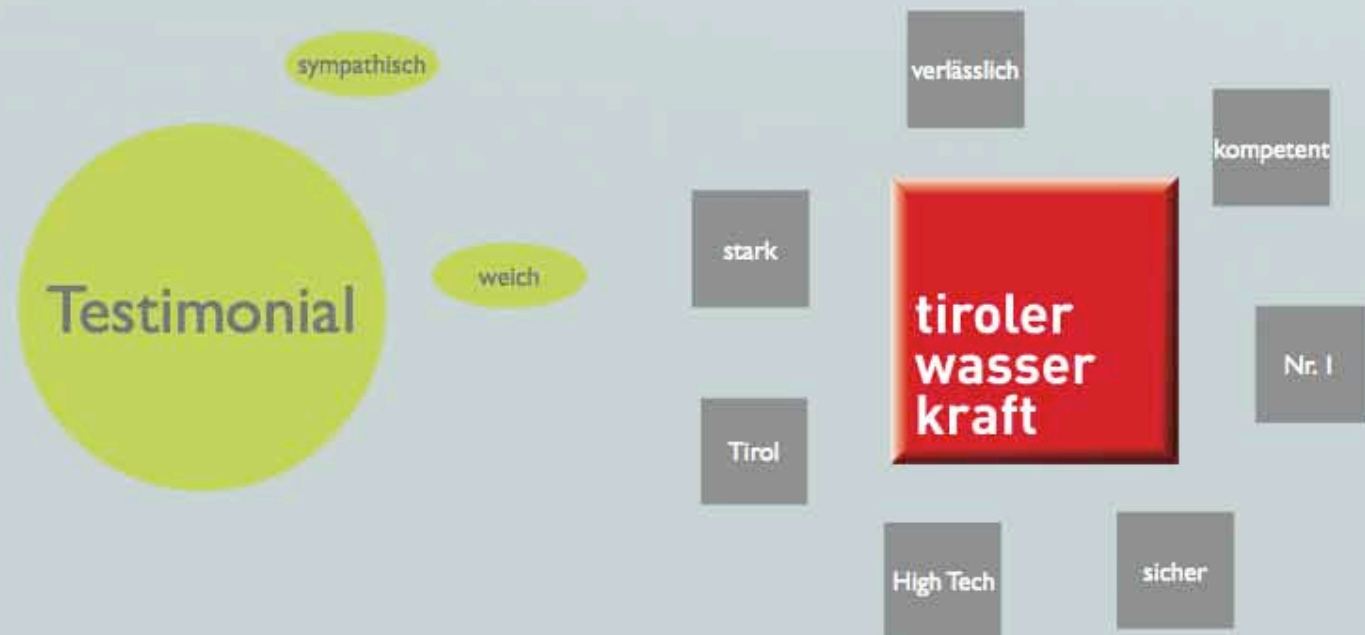 sympathisch
Testimonial
weich
verlässlich
kompetent
stark
tiroler
wasser
kraft
Nr. 1
Tirol
High Tech
sicher